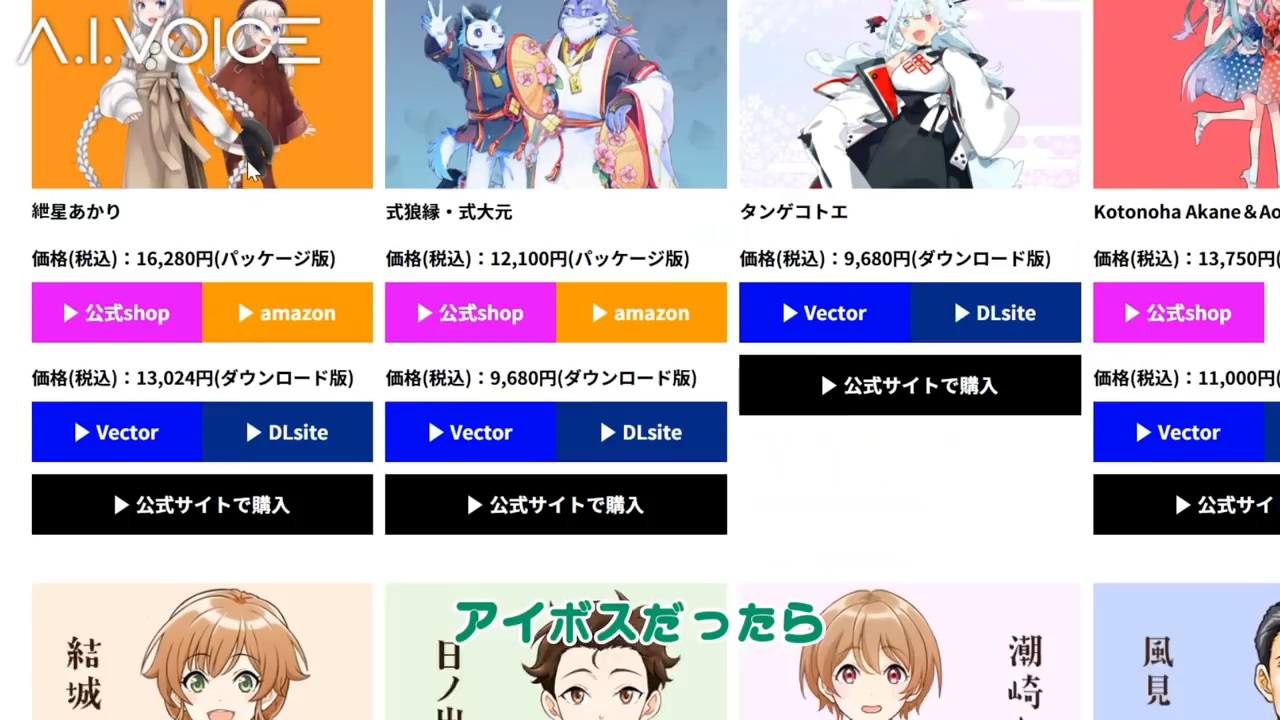 A.I.VOICE
紲星あかり
価格(税込)：16,280円(パッケージ版)
▶ 公式shop
▶ amazon
価格(税込)：13,024円(ダウンロード版)
▶ Vector
▶ DLsite
▶ 公式サイトで購入
式狼縁・式大元
価格(税込)：12,100円(パッケージ版)
▶ 公式shop
▶ amazon
価格(税込)：9,680円(ダウンロード版)
▶ Vector
▶ DLsite
▶ 公式サイトで購入
タンゲコトエ
価格(税込)：9,680円(ダウンロード版)
▶ Vector
▶ DLsite
▶ 公式サイトで購入
Kotonoha Akane＆Ao
価格(税込)：13,750円(
▶ 公式shop
価格(税込)：11,000円(
▶ Vector
▶ 公式サイ
アイボスだったら
結城
日ノ出
潮崎
風見